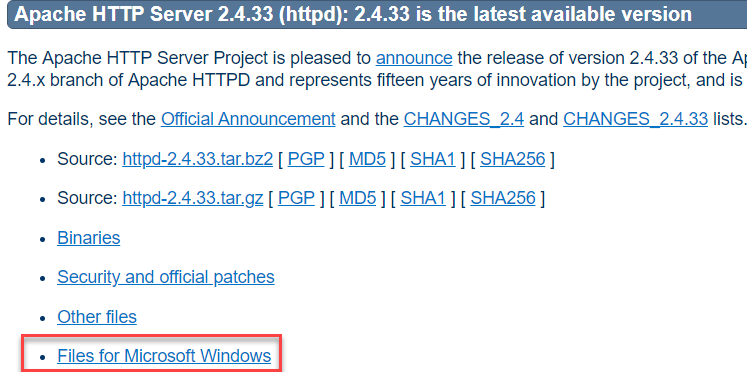 Apache HTTP Server 2.4.33 (httpd): 2.4.33 is the latest available version
The Apache HTTP Server Project is pleased to announce the release of version 2.4.33 of the
2.4.x branch of Apache HTTPD and represents fifteen years of innovation by the project, and is
For details, see the Official Announcement and the CHANGES_2.4 and CHANGES_2.4.33 lists.
• Source: httpd-2.4.33.tar.bz2 [ PGP ] [ MD5 ] [ SHA1 ] [ SHA256 ]
• Source: httpd-2.4.33.tar.gz [ PGP ] [ MD5 ] [ SHA1 ] [ SHA256 ]
• Binaries
• Security and official patches
• Other files
• Files for Microsoft Windows